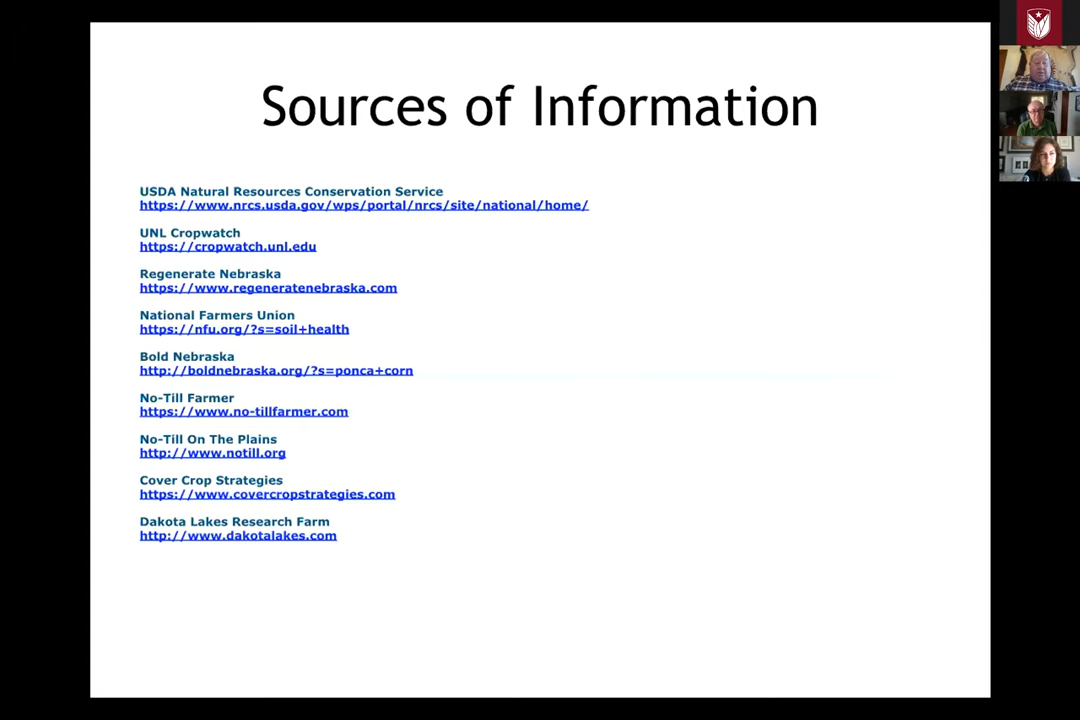 Sources of Information
USDA Natural Resources Conservation Service
https://www.nrcs.usda.gov/wps/portal/nrcs/site/national/home/
UNL Cropwatch
https://cropwatch.unl.edu
Regenerate Nebraska
https://www.regeneratenebraska.com
National Farmers Union
https://nfu.org/?s=soil+health
Bold Nebraska
http://boldnebraska.org/?s=ponca+corn
No-Till Farmer
https://www.no-tillfarmer.com
No-Till On The Plains
http://www.notill.org
Cover Crop Strategies
https://www.covercropstrategies.com
Dakota Lakes Research Farm
http://www.dakotalakes.com